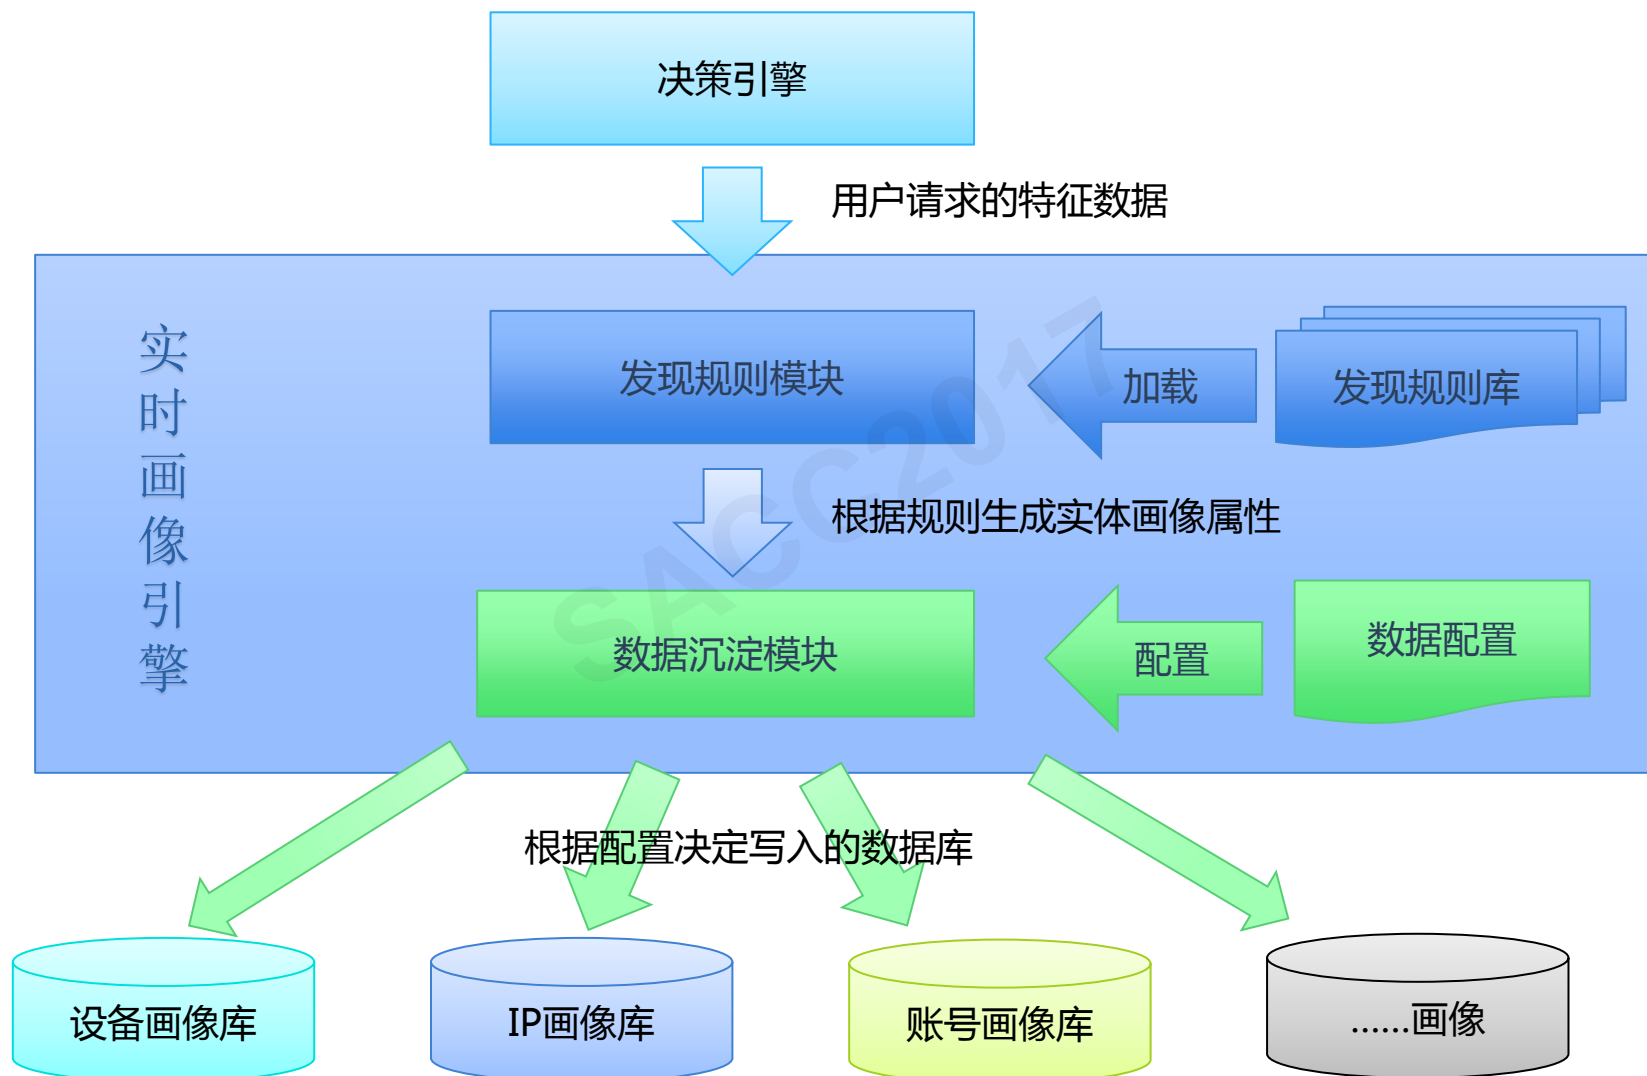 决策引擎
用户请求的特征数据
实时画像引擎
发现规则模块
加载
发现规则库
根据规则生成实体画像属性
数据沉淀模块
配置
数据配置
SACC2017
根据配置决定写入的数据库
设备画像库
IP画像库
账号画像库
......画像